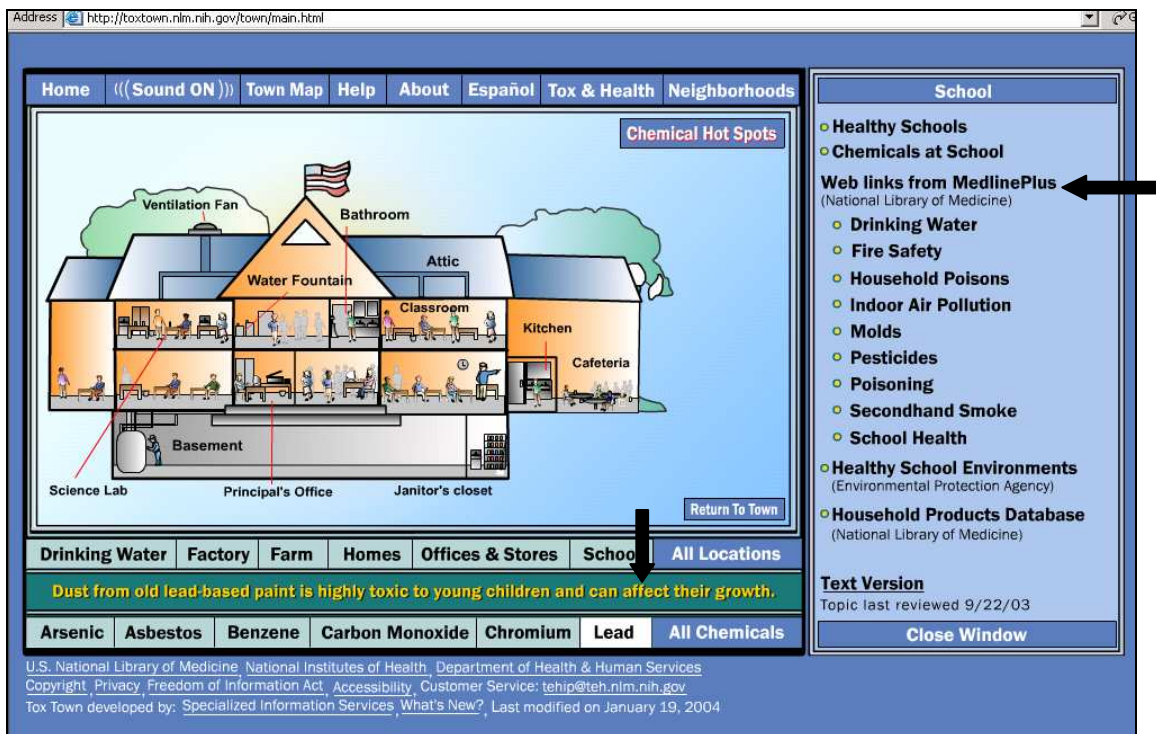 Address http://toxtown.nlm.nih.gov/town/main.html
Home (((Sound ON))) Town Map Help About Español Tox & Health Neighborhoods
Chemical Hot Spots
Ventilation Fan
Bathroom
Attic
Water Fountain
Classroom
Kitchen
Cafeteria
Basement
Science Lab
Principal's Office
Janitor's closet
Return To Town
Drinking Water Factory Farm Homes Offices & Stores School All Locations
Dust from old lead-based paint is highly toxic to young children and can affect their growth.
Arsenic Asbestos Benzene Carbon Monoxide Chromium Lead All Chemicals
School
Healthy Schools
Chemicals at School
Web links from MedlinePlus
(National Library of Medicine)
Drinking Water
Fire Safety
Household Poisons
Indoor Air Pollution
Molds
Pesticides
Poisoning
Secondhand Smoke
School Health
Healthy School Environments
(Environmental Protection Agency)
Household Products Database
(National Library of Medicine)
Text Version
Topic last reviewed 9/22/03
Close Window
U.S. National Library of Medicine, National Institutes of Health, Department of Health & Human Services
Copyright, Privacy, Freedom of Information Act, Accessibility, Customer Service: tehip@teh.nlm.nih.gov
Tox Town developed by: Specialized Information Services, What's New?, Last modified on January 19, 2004